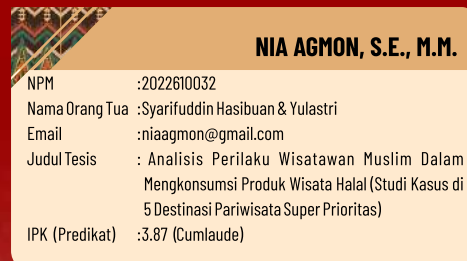 NIA AGMON, S.E., M.M.
NPM :2022610032
Nama Orang Tua :Syarifuddin Hasibuan & Yulastri
Email :niaagmon@gmail.com
Judul Tesis : Analisis Perilaku Wisatawan Muslim Dalam
Mengkonsumsi Produk Wisata Halal (Studi Kasus di
5 Destinasi Pariwisata Super Prioritas)
IPK (Predikat) :3.87 (Cumlaude)